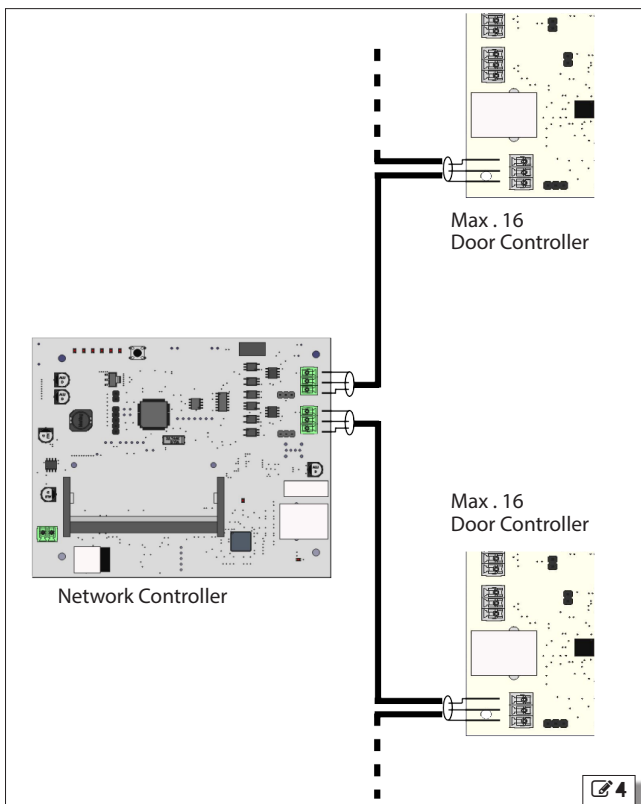 Max . 16
Door Controller
Network Controller
Max . 16
Door Controller
4